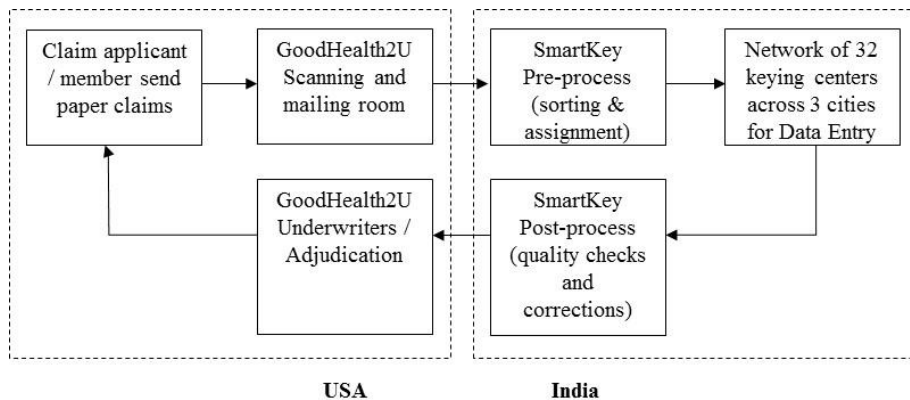 Claim applicant
/ member send
paper claims
GoodHealth2U
Scanning and
mailing room
SmartKey
Pre-process
(sorting &
assignment)
Network of 32
keying centers
across 3 cities
for Data Entry
GoodHealth2U
Underwriters /
Adjudication
SmartKey
Post-process
(quality checks
and
corrections)
USA
India